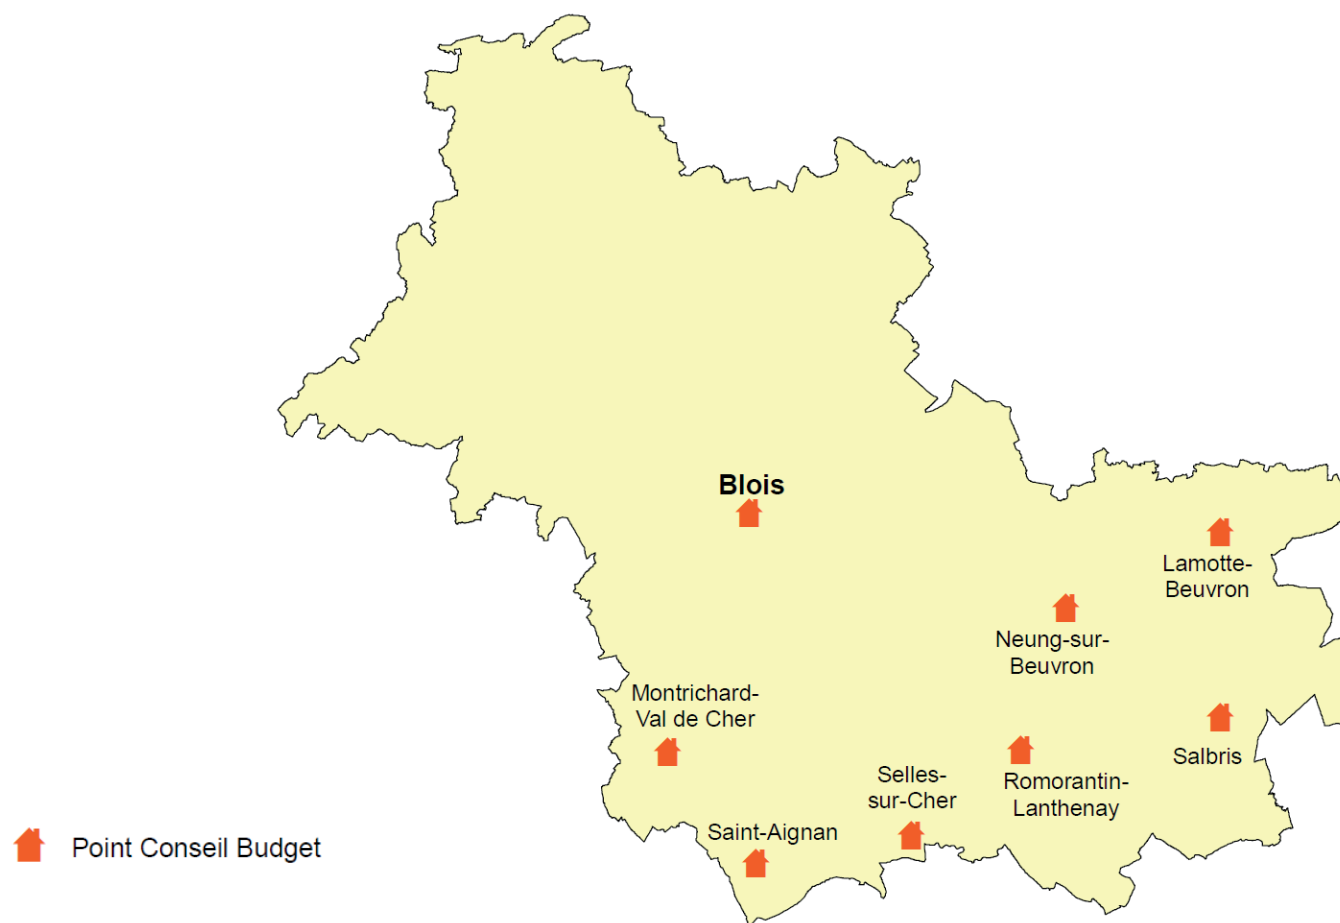 Blois
Lamotte-
Beuvron
Neung-sur-
Beuvron
Montrichard-
Val de Cher
Salbris
Selles-
sur-Cher
Romorantin-
Lanthenay
Saint-Aignan
Point Conseil Budget